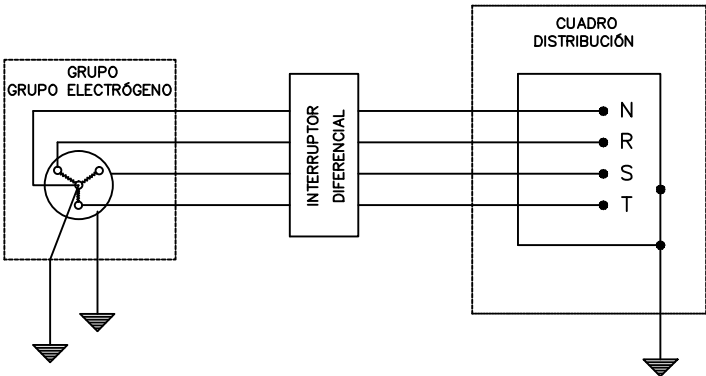 GRUPO
GRUPO ELECTRÓGENO
INTERRUPTOR
DIFERENCIAL
CUADRO
DISTRIBUCIÓN
N
R
S
T